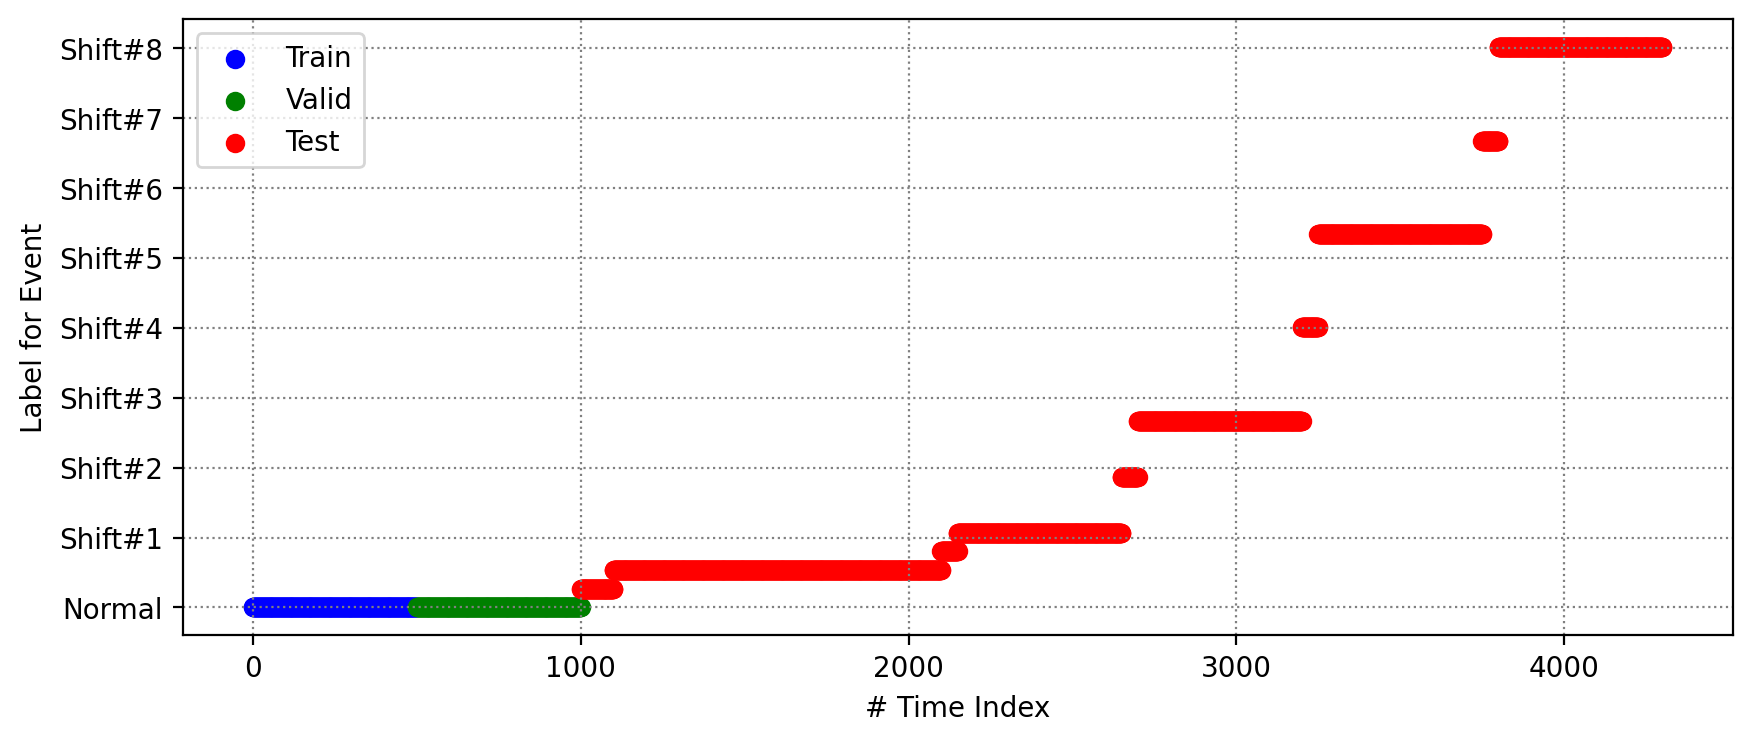 Shift#8
Shift#7
Shift#6
Shift#5
Shift#4
Shift#3
Shift#2
Shift#1
Normal
Label for Event
Train
Valid
Test
0 1000 2000 3000 4000
# Time Index